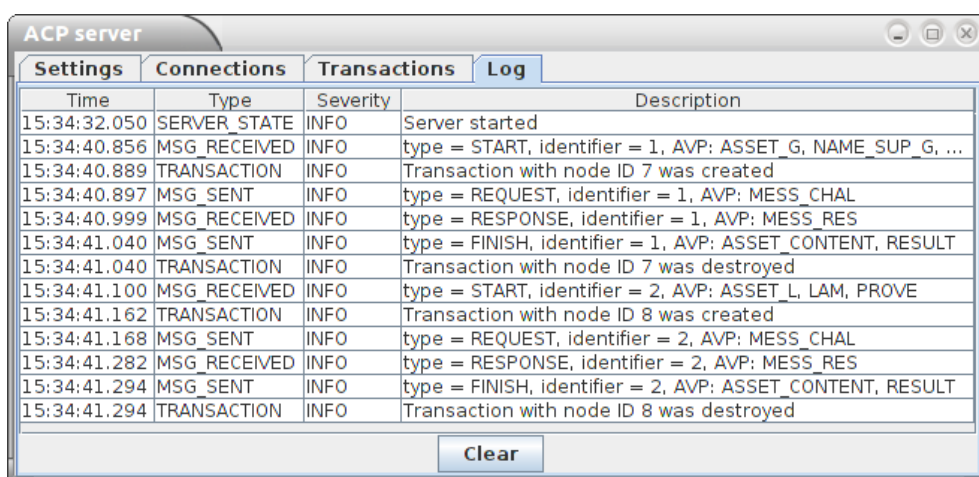 ACP server
Settings Connections Transactions Log
Time Type Severity Description
15:34:32.050 SERVER_STATE INFO Server started
15:34:40.856 MSG_RECEIVED INFO type = START, identifier = 1, AVP: ASSET_G, NAME_SUP_G, ...
15:34:40.889 TRANSACTION INFO Transaction with node ID 7 was created
15:34:40.897 MSG_SENT INFO type = REQUEST, identifier = 1, AVP: MESS_CHAL
15:34:40.999 MSG_RECEIVED INFO type = RESPONSE, identifier = 1, AVP: MESS_RES
15:34:41.040 MSG_SENT INFO type = FINISH, identifier = 1, AVP: ASSET_CONTENT, RESULT
15:34:41.040 TRANSACTION INFO Transaction with node ID 7 was destroyed
15:34:41.100 MSG_RECEIVED INFO type = START, identifier = 2, AVP: ASSET_L, LAM, PROVE
15:34:41.162 TRANSACTION INFO Transaction with node ID 8 was created
15:34:41.168 MSG_SENT INFO type = REQUEST, identifier = 2, AVP: MESS_CHAL
15:34:41.282 MSG_RECEIVED INFO type = RESPONSE, identifier = 2, AVP: MESS_RES
15:34:41.294 MSG_SENT INFO type = FINISH, identifier = 2, AVP: ASSET_CONTENT, RESULT
15:34:41.294 TRANSACTION INFO Transaction with node ID 8 was destroyed
Clear